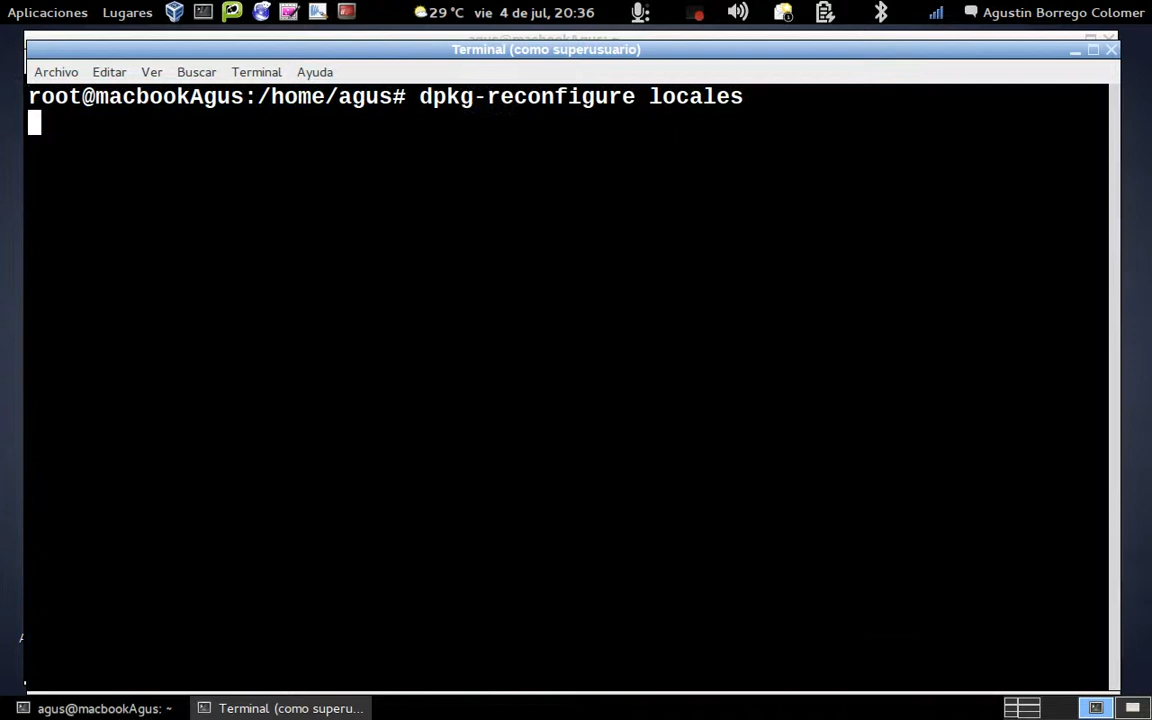 Aplicaciones Lugares 29 °C vie 4 de jul, 20:36 Agustin Borrego Colomer
Terminal (como superusuario)
Archivo Editar Ver Buscar Terminal Ayuda
root@macbookAgus:/home/agus# dpkg-reconfigure locales
agus@macbookAgus: ~ Terminal (como superu...